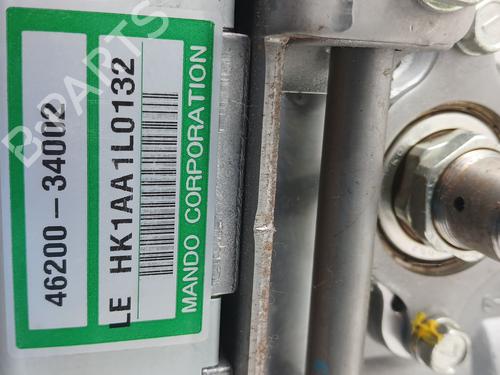 46200-34002
LE HK1AA1L0132
MANDO CORPORATION
B-PARTS